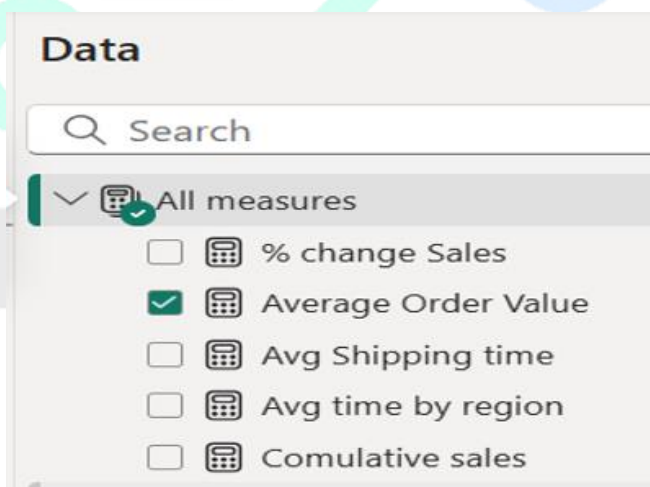 Data
Search
All measures
% change Sales
Average Order Value
Avg Shipping time
Avg time by region
Comulative sales